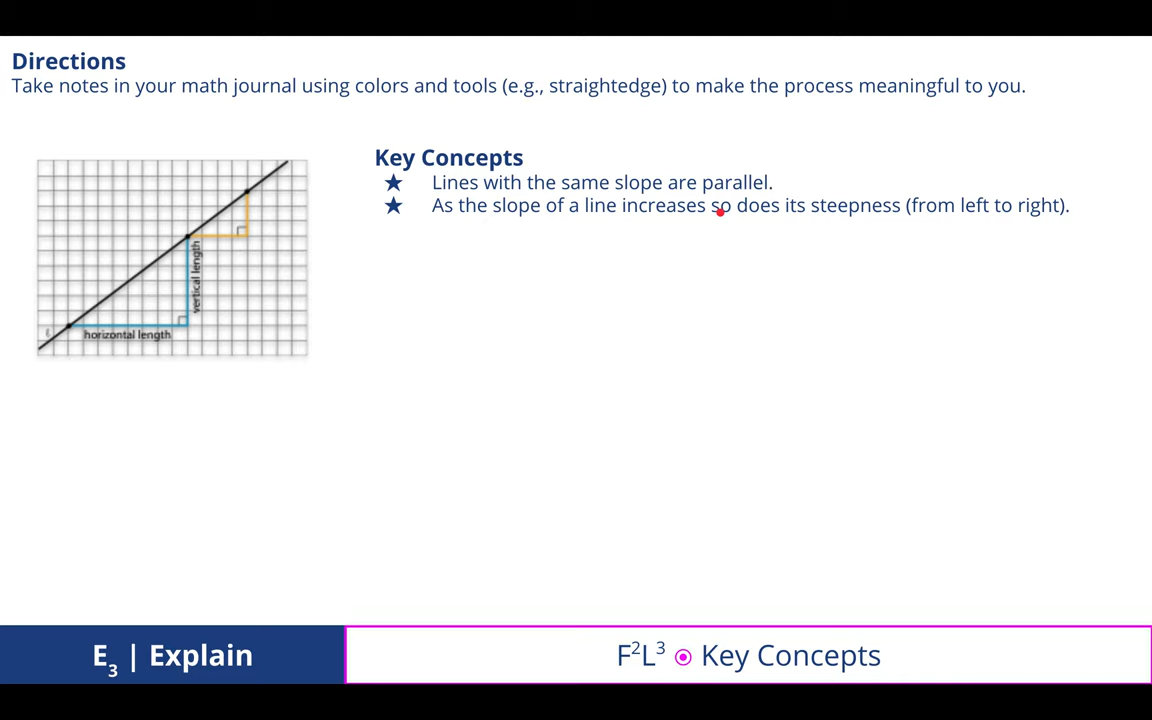 Directions
Take notes in your math journal using colors and tools (e.g., straightedge) to make the process meaningful to you.
Key Concepts
★ Lines with the same slope are parallel.
★ As the slope of a line increases so does its steepness (from left to right).
vertical length
horizontal length
ℓ
E3 | Explain
F²L³ ⦿ Key Concepts